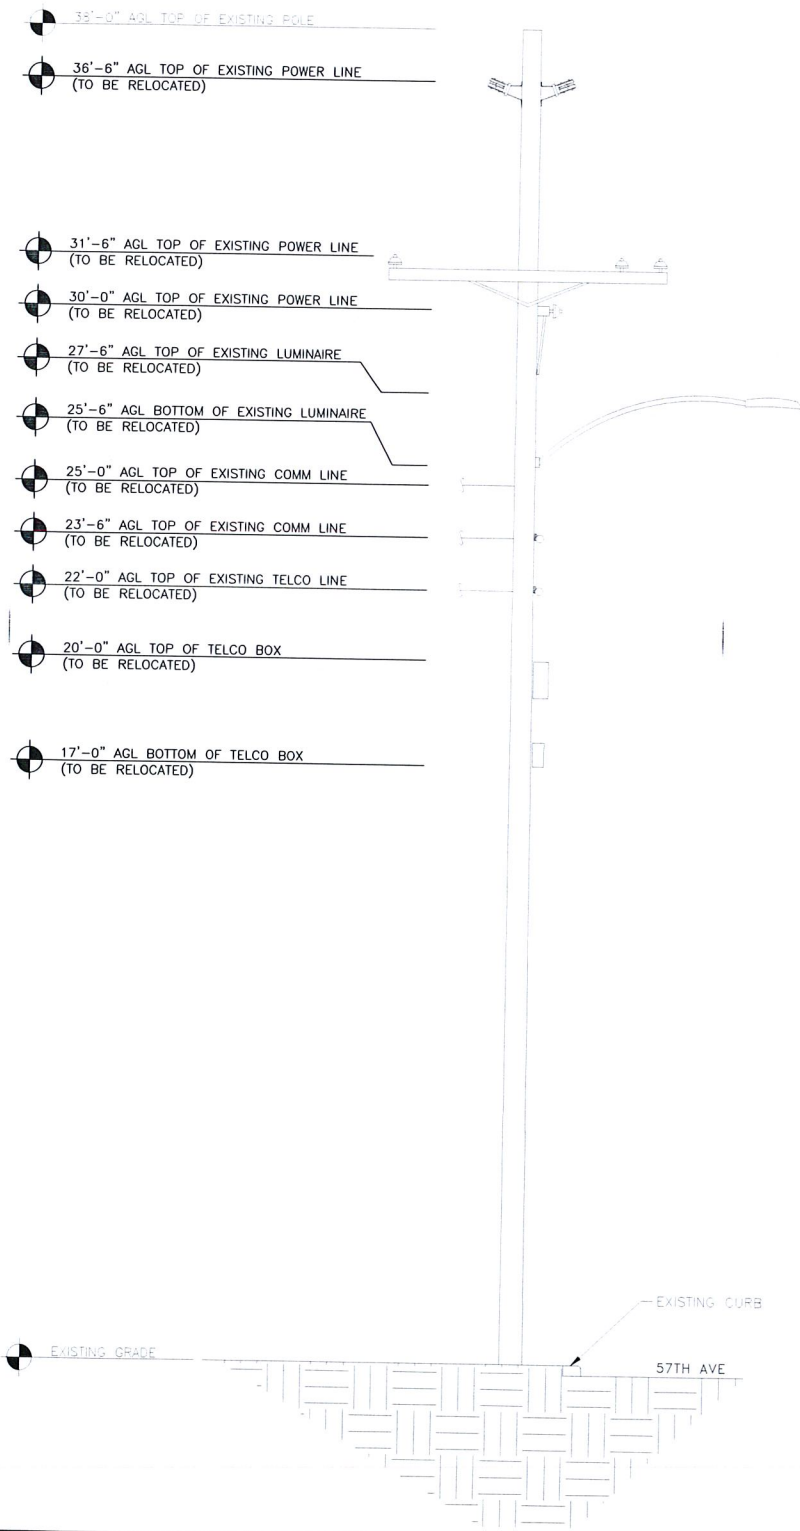 38'-0" AGL TOP OF EXISTING POLE
36'-6" AGL TOP OF EXISTING POWER LINE
(TO BE RELOCATED)
31'-6" AGL TOP OF EXISTING POWER LINE
(TO BE RELOCATED)
30'-0" AGL TOP OF EXISTING POWER LINE
(TO BE RELOCATED)
27'-6" AGL TOP OF EXISTING LUMINAIRE
(TO BE RELOCATED)
25'-6" AGL BOTTOM OF EXISTING LUMINAIRE
(TO BE RELOCATED)
25'-0" AGL TOP OF EXISTING COMM LINE
(TO BE RELOCATED)
23'-6" AGL TOP OF EXISTING COMM LINE
(TO BE RELOCATED)
22'-0" AGL TOP OF EXISTING TELCO LINE
(TO BE RELOCATED)
20'-0" AGL TOP OF TELCO BOX
(TO BE RELOCATED)
17'-0" AGL BOTTOM OF TELCO BOX
(TO BE RELOCATED)
EXISTING CURB
EXISTING GRADE
57TH AVE